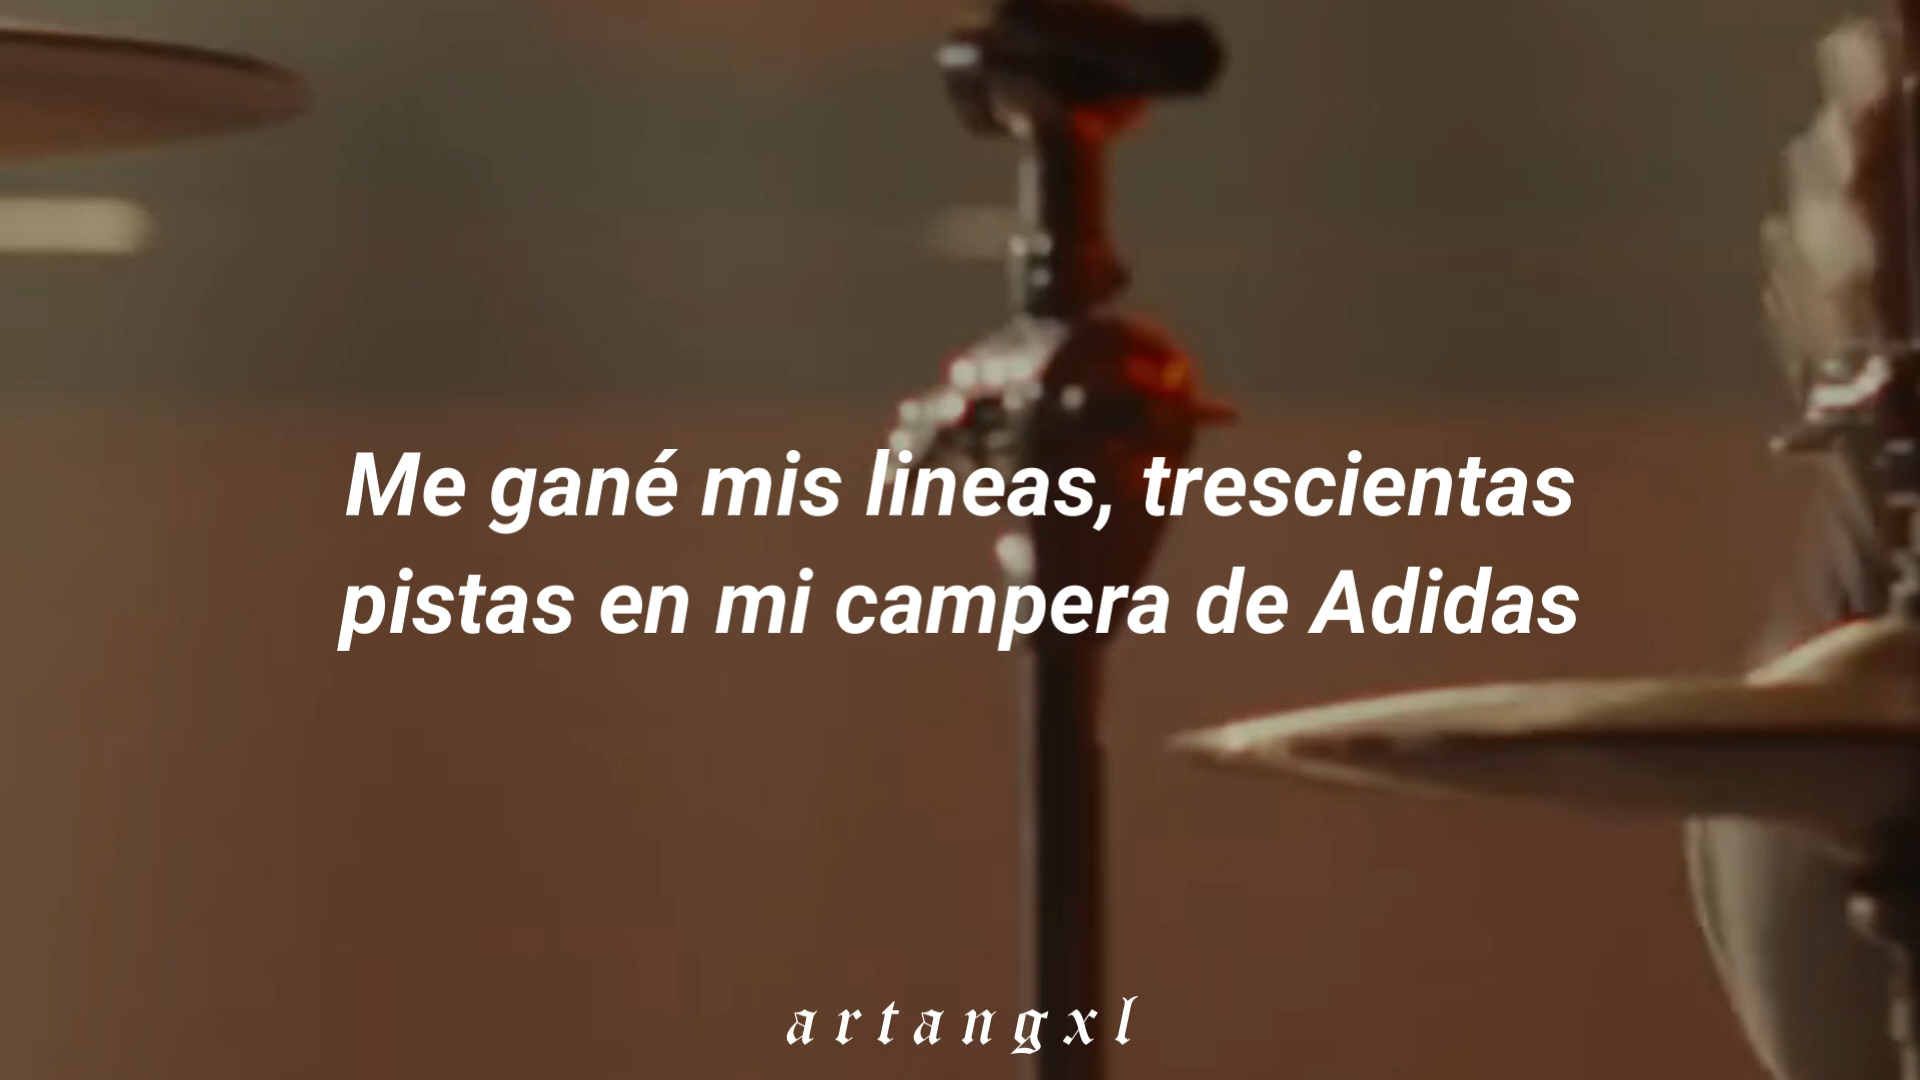 Me gané mis lineas, trescientas
pistas en mi campera de Adidas
artangxl